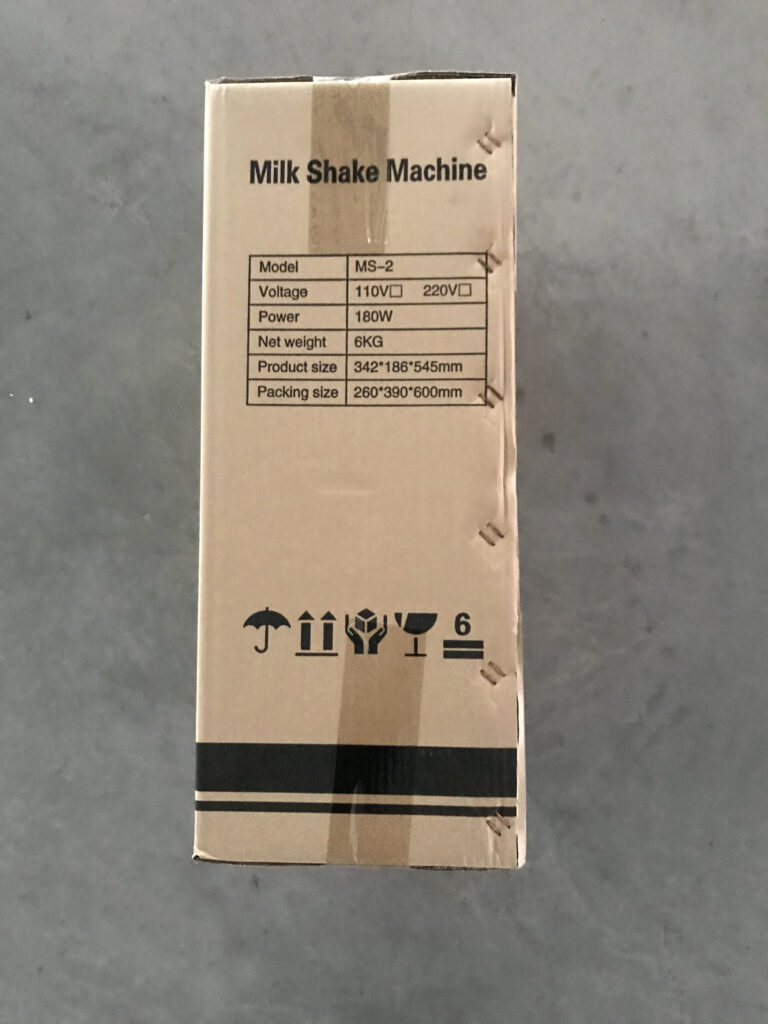 Milk Shake Machine
Model MS-2
Voltage 110V☐ 220V☐
Power 180W
Net weight 6KG
Product size 342*186*545mm
Packing size 260*390*600mm
6